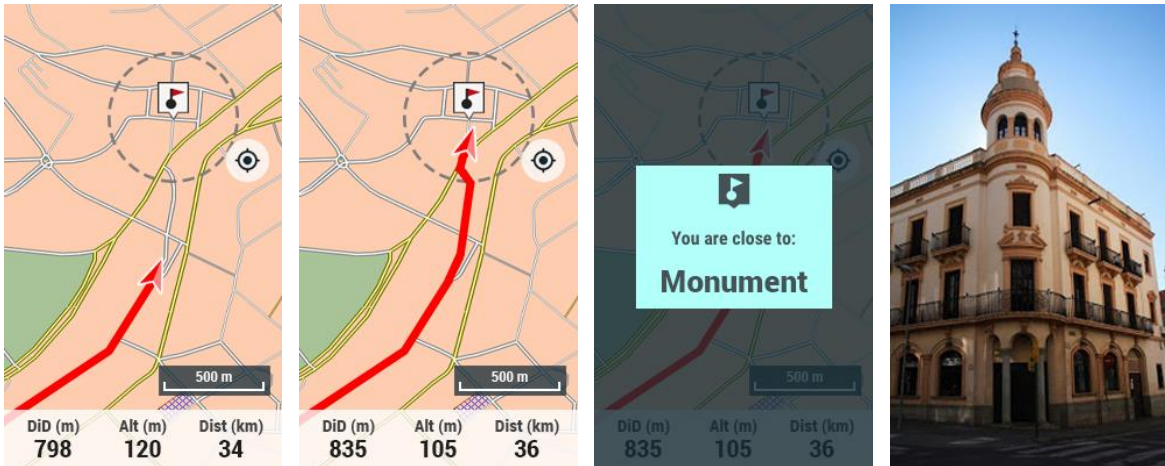 500 m
DiD (m) Alt (m) Dist (km)
798 120 34
500 m
DiD (m) Alt (m) Dist (km)
835 105 36
You are close to:
Monument
500 m
DiD (m) Alt (m) Dist (km)
835 105 36